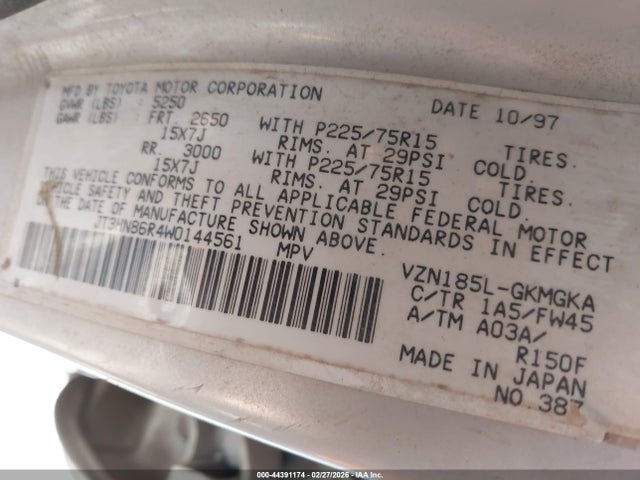 MFD BY TOYOTA MOTOR CORPORATION DATE 10/97
GVWR (LBS) : 5250
GAWR (LBS) : FRT. 2650 WITH P225/75R15 TIRES.
15X7J RIMS. AT 29PSI COLD.
RR. 3000 WITH P225/75R15 TIRES.
15X7J RIMS. AT 29PSI COLD.
THIS VEHICLE CONFORMS TO ALL APPLICABLE FEDERAL MOTOR
VEHICLE SAFETY AND THEFT PREVENTION STANDARDS IN EFFECT
ON THE DATE OF MANUFACTURE SHOWN ABOVE.
JT3HN86R4W0144561 MPV
VZN185L-GKMGKA
C/TR 1A5/FW45
A/TM A03A/
R150F
MADE IN JAPAN
NO.387
000-44391174 | 02/27/2026 | IAA Inc.